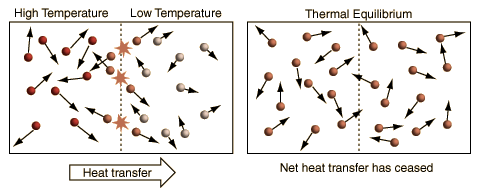 High Temperature
Low Temperature
Thermal Equilibrium
Heat transfer
Net heat transfer has ceased